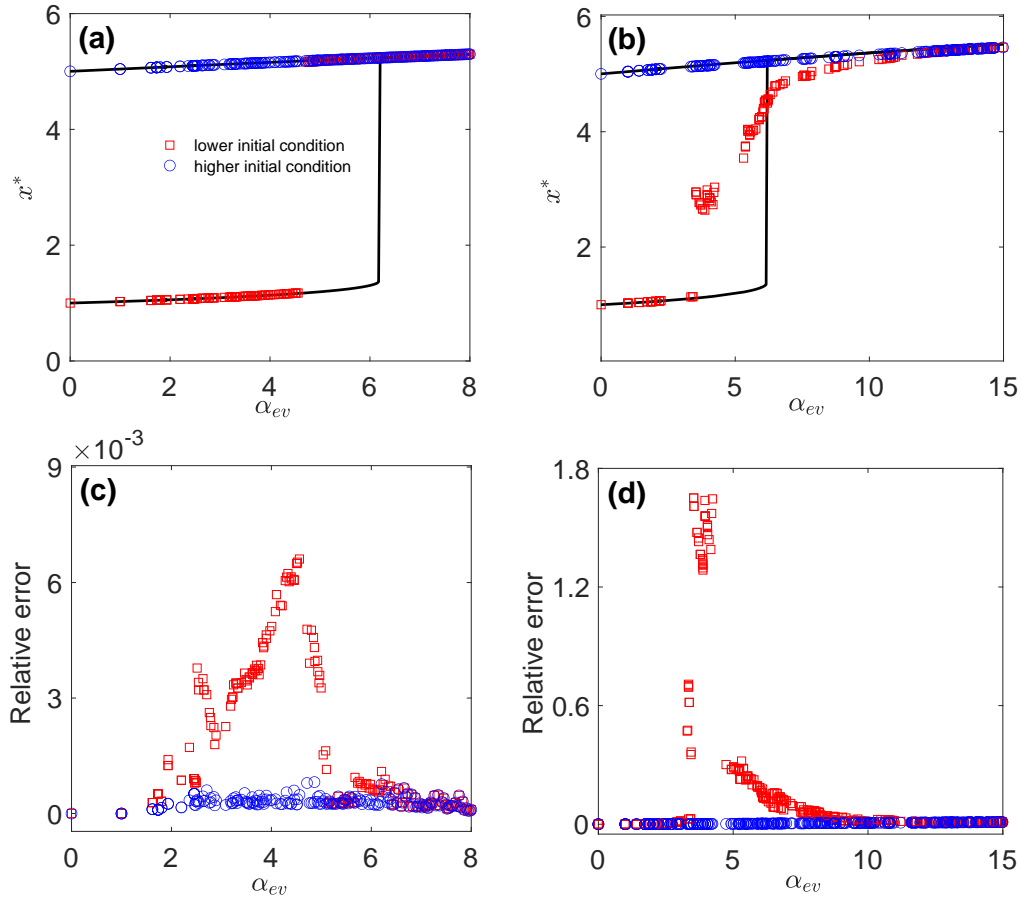 (a)
6
4
2
0
x*
lower initial condition
higher initial condition
0 2 4 6 8
α_ev
(b)
6
4
2
0
x*
0 5 10 15
α_ev
×10^-3
(c)
9
6
3
0
Relative error
0 2 4 6 8
α_ev
(d)
1.8
1.2
0.6
0
Relative error
0 5 10 15
α_ev